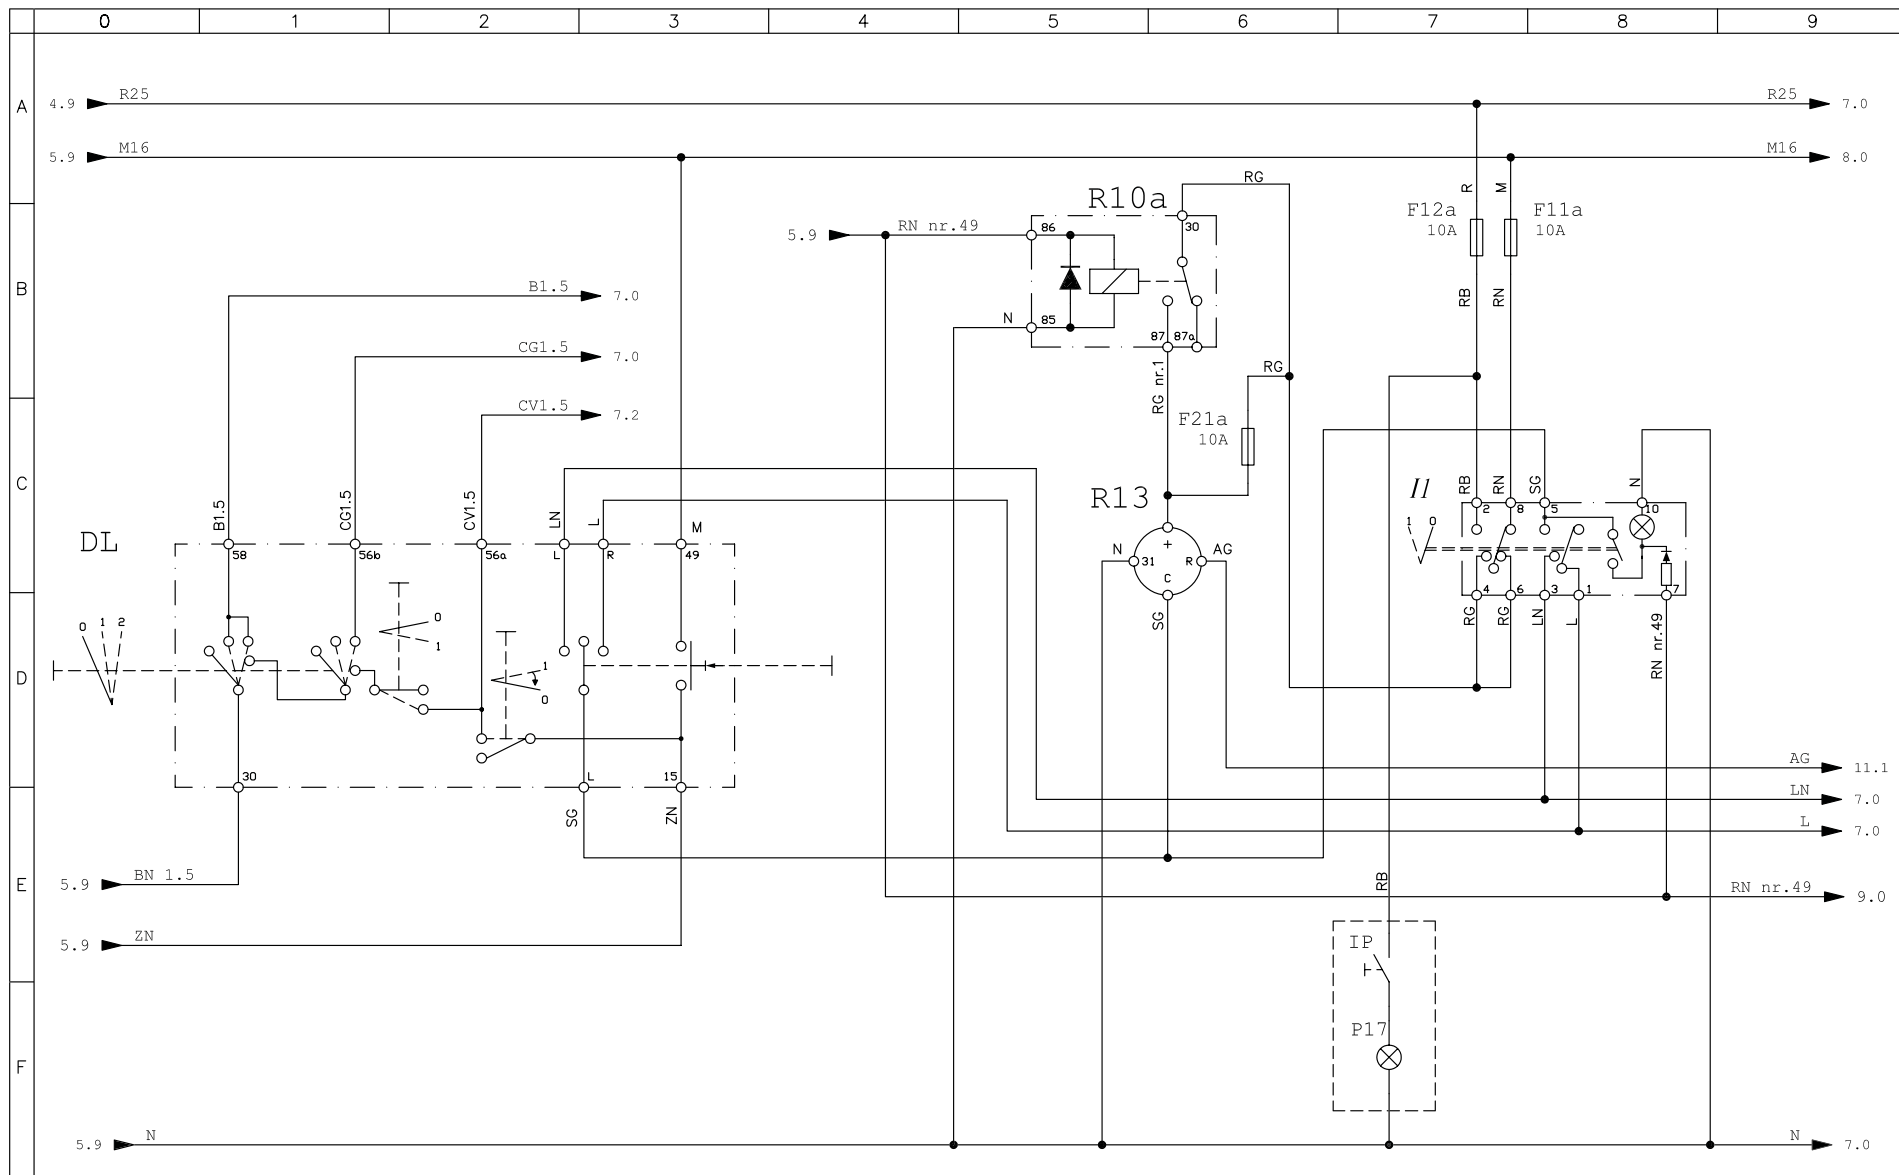 0 1 2 3 4 5 6 7 8 9
A
4.9 R25 R25 7.0
5.9 M16 M16 8.0
RG R M
R10a
30
F12a F11a
10A 10A
5.9 RN nr.49 86
B
B1.5 7.0
RB RN
N 85
87 87a
CG1.5 7.0
RG nr.1
RG
CV1.5 7.2
F21a
10A
C
I1
B1.5 CG1.5 CV1.5 LN L M
RB RN SG N
R13
2 8 5 10
1 0
DL
58 56b 56a L R 49
+
N 31 R AG
C
4 6 3 1 7
SG
RG RG LN L RN nr.49
0 1 2
0
1
D
1
0
30 L 15
AG 11.1
SG ZN
LN 7.0
L 7.0
E
5.9 BN 1.5
RB
RN nr.49 9.0
5.9 ZN
IP
P17
F
5.9 N N 7.0